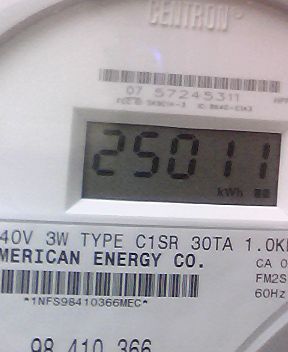 CENTRON
07 57245311
25011
kWh
40V 3W TYPE C1SR 30TA 1.0K
MERICAN ENERGY CO.
CA 0
FM2S
60Hz
*1NFS98410366MEC*
98 410 366